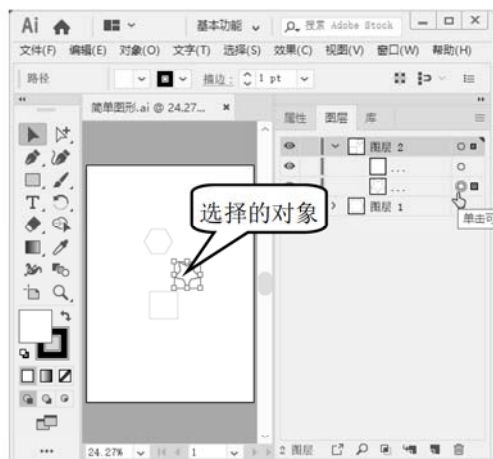 Ai 基本功能 搜索 Adobe Stock
文件(F) 编辑(E) 对象(O) 文字(T) 选择(S) 效果(C) 视图(V) 窗口(W) 帮助(H)
路径 描边: 1 pt
简单图形.ai @ 24.27...
属性 图层 库
图层 2
...
...
图层 1
单击可
选择的对象
24.27% 1 2 图层